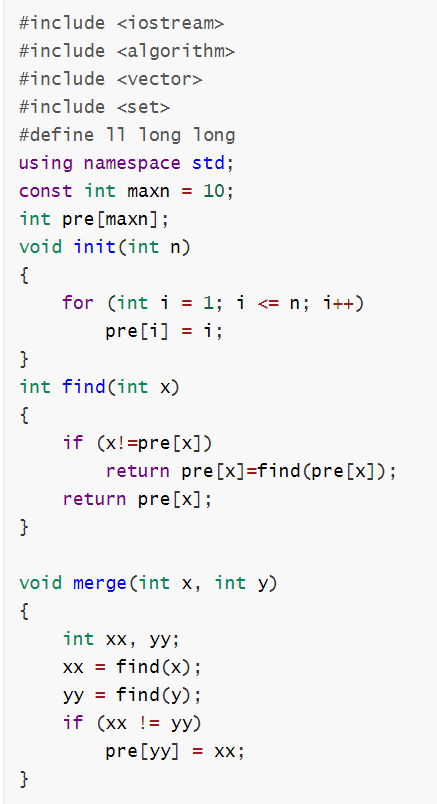 #include <iostream>
#include <algorithm>
#include <vector>
#include <set>
#define ll long long
using namespace std;
const int maxn = 10;
int pre[maxn];
void init(int n)
{
    for (int i = 1; i <= n; i++)
        pre[i] = i;
}
int find(int x)
{
    if (x!=pre[x])
        return pre[x]=find(pre[x]);
    return pre[x];
}

void merge(int x, int y)
{
    int xx, yy;
    xx = find(x);
    yy = find(y);
    if (xx != yy)
        pre[yy] = xx;
}